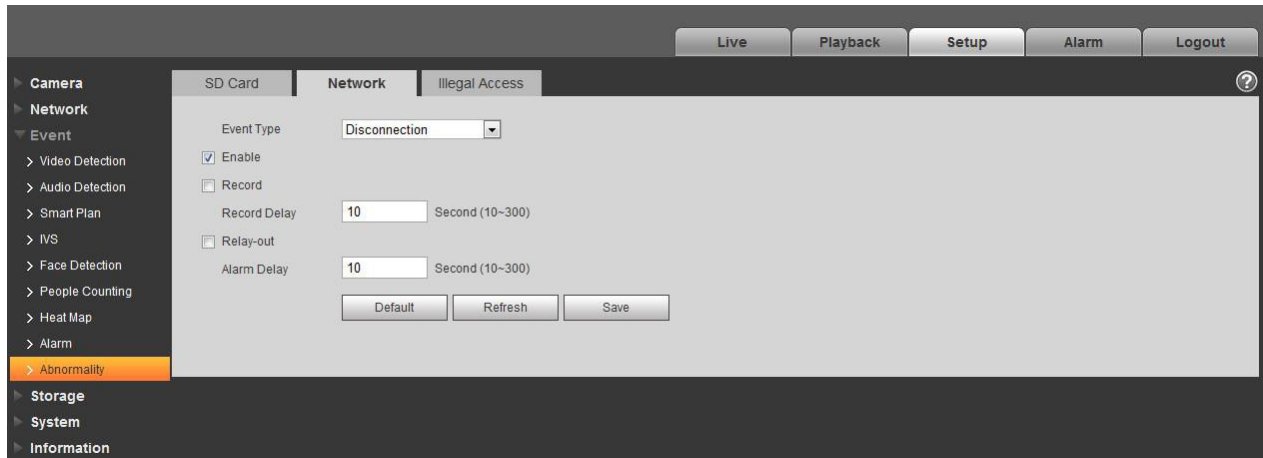 Live Playback Setup Alarm Logout
Camera
Network
Event
Video Detection
Audio Detection
Smart Plan
IVS
Face Detection
People Counting
Heat Map
Alarm
Abnormality
Storage
System
Information
SD Card Network Illegal Access ?
Event Type Disconnection
Enable
Record
Record Delay 10 Second (10~300)
Relay-out
Alarm Delay 10 Second (10~300)
Default Refresh Save